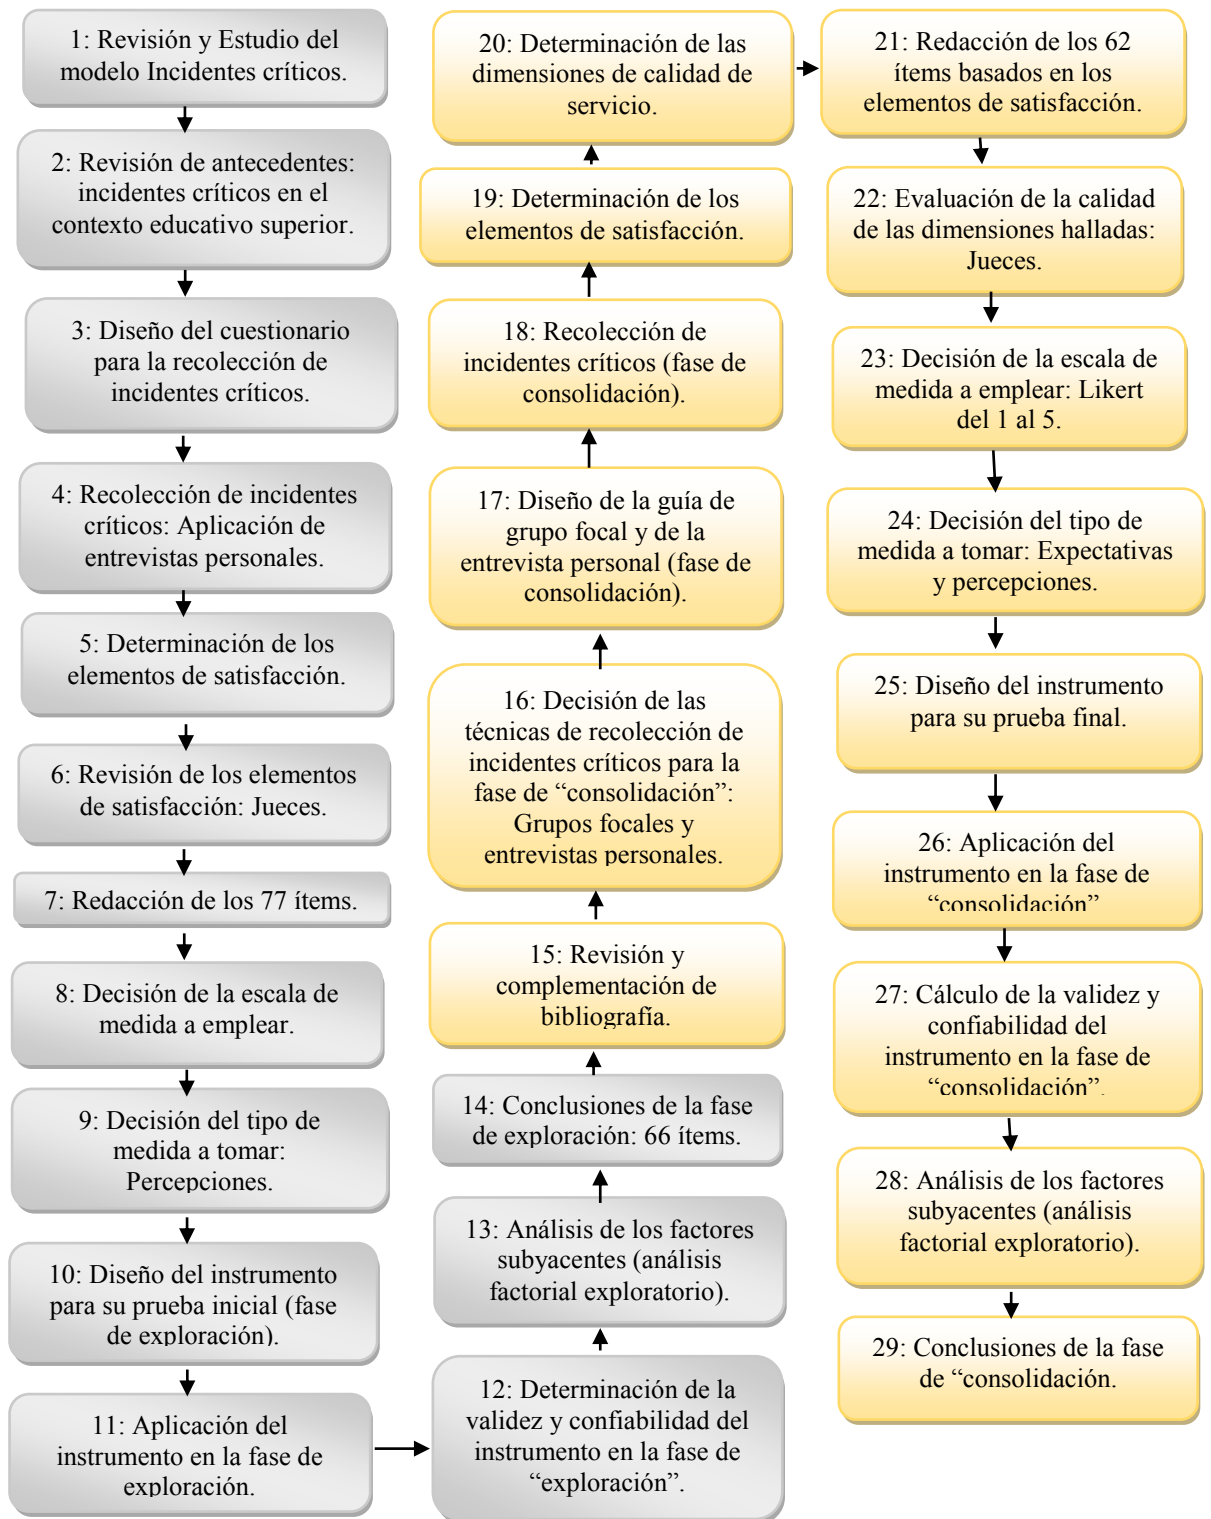 1: Revisión y Estudio del
modelo Incidentes críticos.
2: Revisión de antecedentes:
incidentes críticos en el
contexto educativo superior.
3: Diseño del cuestionario
para la recolección de
incidentes críticos.
4: Recolección de incidentes
críticos: Aplicación de
entrevistas personales.
5: Determinación de los
elementos de satisfacción.
6: Revisión de los elementos
de satisfacción: Jueces.
7: Redacción de los 77 ítems.
8: Decisión de la escala de
medida a emplear.
9: Decisión del tipo de
medida a tomar:
Percepciones.
10: Diseño del instrumento
para su prueba inicial (fase
de exploración).
11: Aplicación del
instrumento en la fase de
exploración.
12: Determinación de la
validez y confiabilidad del
instrumento en la fase de
“exploración”.
13: Análisis de los factores
subyacentes (análisis
factorial exploratorio).
14: Conclusiones de la fase
de exploración: 66 ítems.
15: Revisión y
complementación de
bibliografía.
16: Decisión de las
técnicas de recolección de
incidentes críticos para la
fase de “consolidación”:
Grupos focales y
entrevistas personales.
17: Diseño de la guía de
grupo focal y de la
entrevista personal (fase de
consolidación).
18: Recolección de
incidentes críticos (fase de
consolidación).
19: Determinación de los
elementos de satisfacción.
20: Determinación de las
dimensiones de calidad de
servicio.
21: Redacción de los 62
ítems basados en los
elementos de satisfacción.
22: Evaluación de la calidad
de las dimensiones halladas:
Jueces.
23: Decisión de la escala de
medida a emplear: Likert
del 1 al 5.
24: Decisión del tipo de
medida a tomar: Expectativas
y percepciones.
25: Diseño del instrumento
para su prueba final.
26: Aplicación del
instrumento en la fase de
“consolidación”
27: Cálculo de la validez y
confiabilidad del
instrumento en la fase de
“consolidación”.
28: Análisis de los factores
subyacentes (análisis
factorial exploratorio).
29: Conclusiones de la fase
de “consolidación.